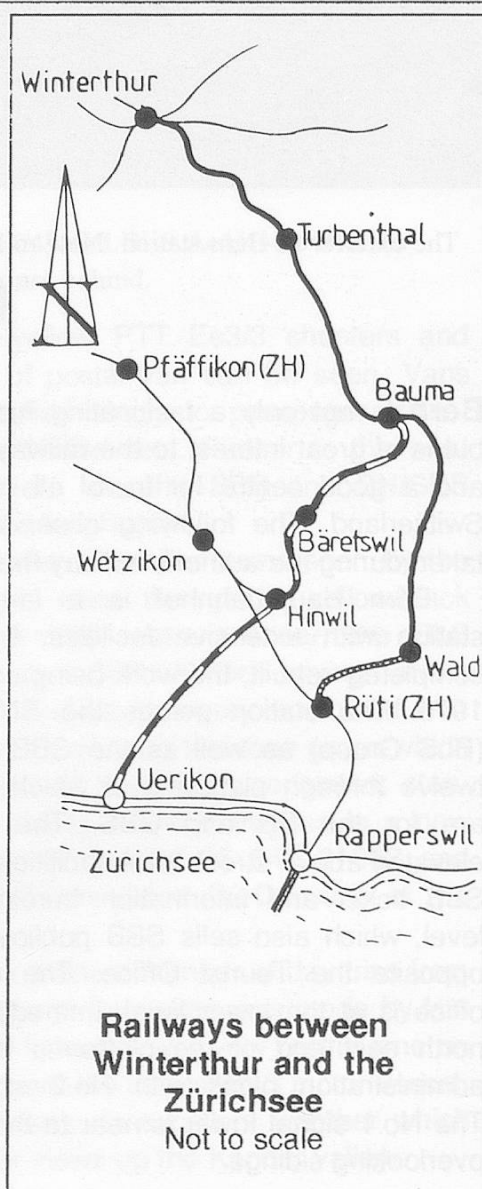 Winterthur
Turbenthal
Pfäffikon (ZH)
Bauma
Bäretswil
Wetzikon
Hinwil
Wald
Rüti (ZH)
Uerikon
Rapperswil
Zürichsee
Railways between
Winterthur and the
Zürichsee
Not to scale